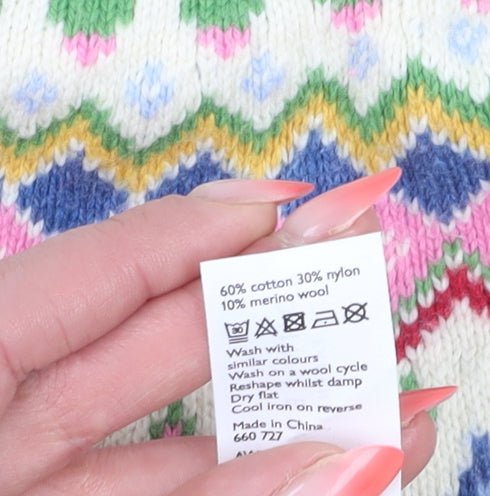 60% cotton 30% nylon
10% merino wool
Wash with
similar colours
Wash on a wool cycle
Reshape whilst damp
Dry flat
Cool iron on reverse
Made in China
660 727